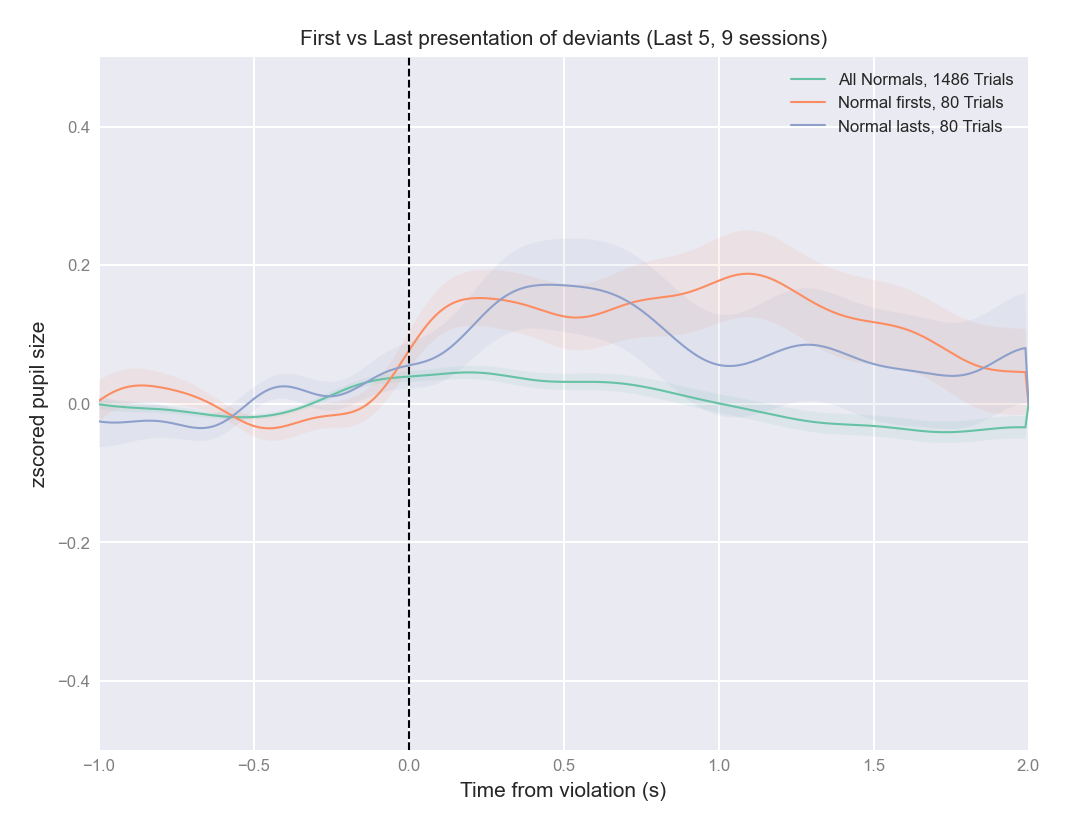 First vs Last presentation of deviants (Last 5, 9 sessions)
All Normals, 1486 Trials
Normal firsts, 80 Trials
Normal lasts, 80 Trials
zscored pupil size
0.4
0.2
0.0
−0.2
−0.4
−1.0 −0.5 0.0 0.5 1.0 1.5 2.0
Time from violation (s)